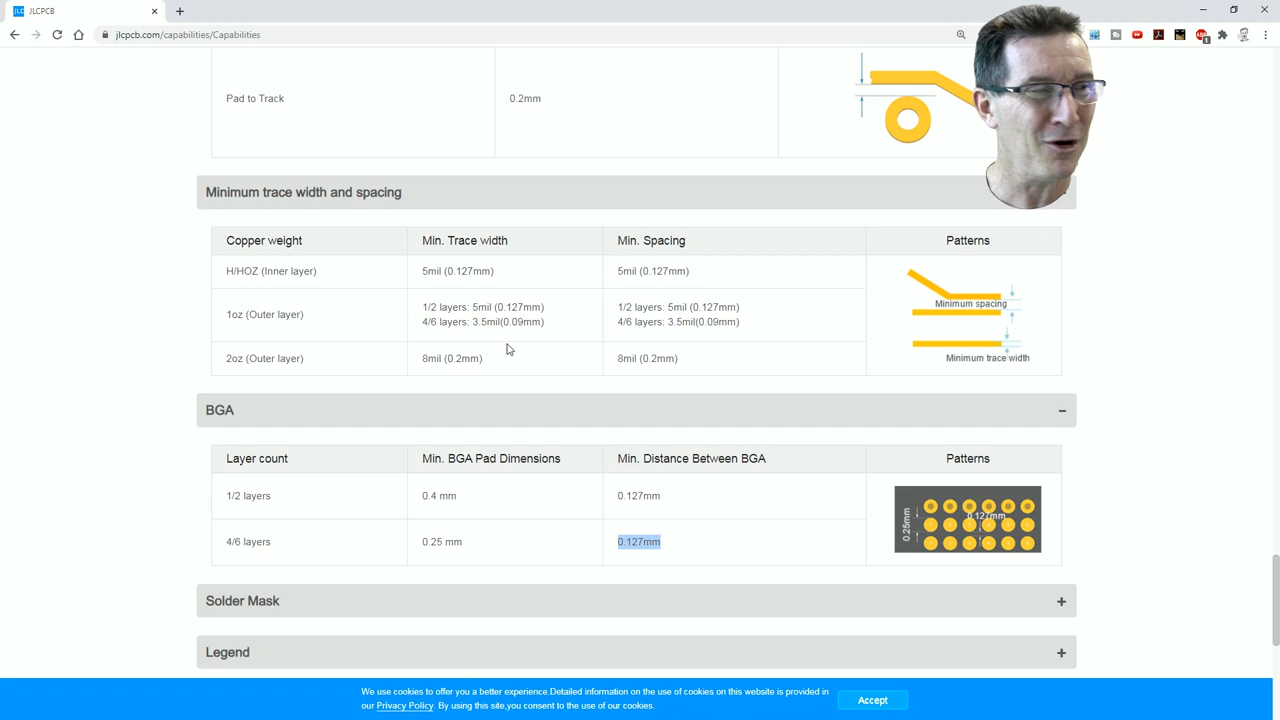 JLC JLCPCB
jlcpcb.com/capabilities/Capabilities
Pad to Track
0.2mm
Minimum trace width and spacing
Copper weight
Min. Trace width
Min. Spacing
Patterns
H/HOZ (Inner layer)
5mil (0.127mm)
5mil (0.127mm)
1oz (Outer layer)
1/2 layers: 5mil (0.127mm)
4/6 layers: 3.5mil(0.09mm)
1/2 layers: 5mil (0.127mm)
4/6 layers: 3.5mil(0.09mm)
2oz (Outer layer)
8mil (0.2mm)
8mil (0.2mm)
Minimum spacing
Minimum trace width
BGA
Layer count
Min. BGA Pad Dimensions
Min. Distance Between BGA
Patterns
1/2 layers
0.4 mm
0.127mm
4/6 layers
0.25 mm
0.127mm
0.25mm
0.127mm
Solder Mask
Legend
We use cookies to offer you a better experience.Detailed information on the use of cookies on this website is provided in
our Privacy Policy. By using this site,you consent to the use of our cookies.
Accept